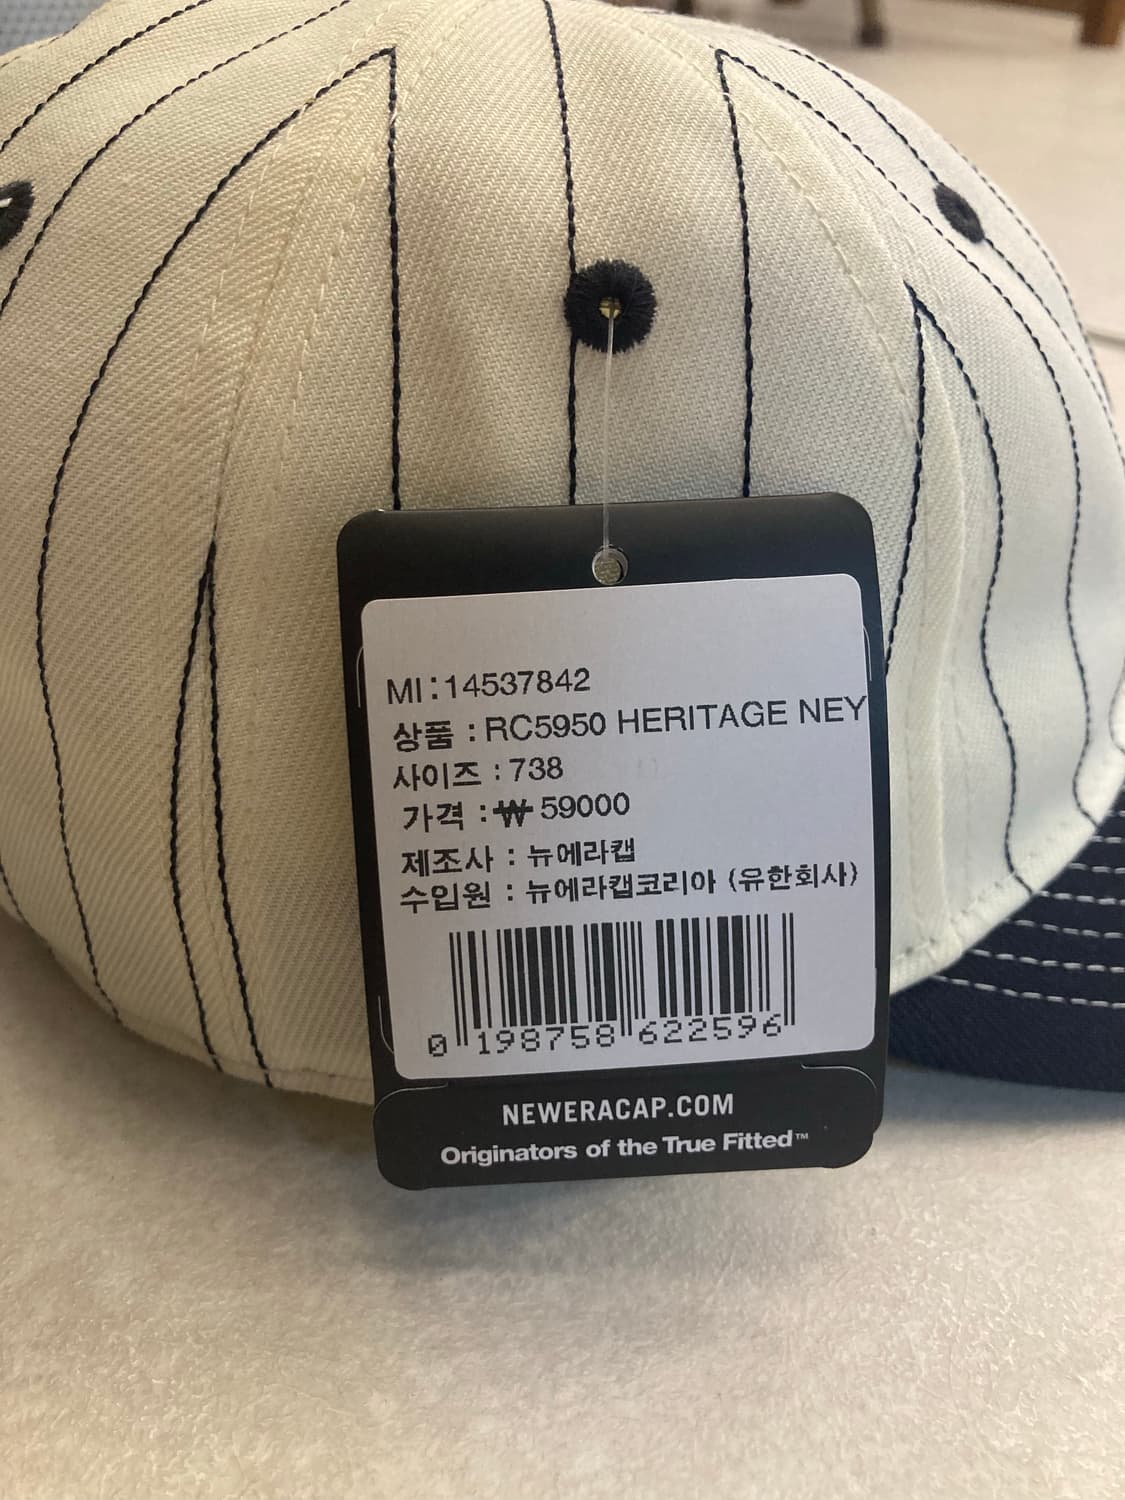 MI:14537842
상품 : RC5950 HERITAGE NEY
사이즈 : 738
가격 : ₩ 59000
제조사 : 뉴에라캡
수입원 : 뉴에라캡코리아 (유한회사)
0 198758 622596
NEWERACAP.COM
Originators of the True Fitted™